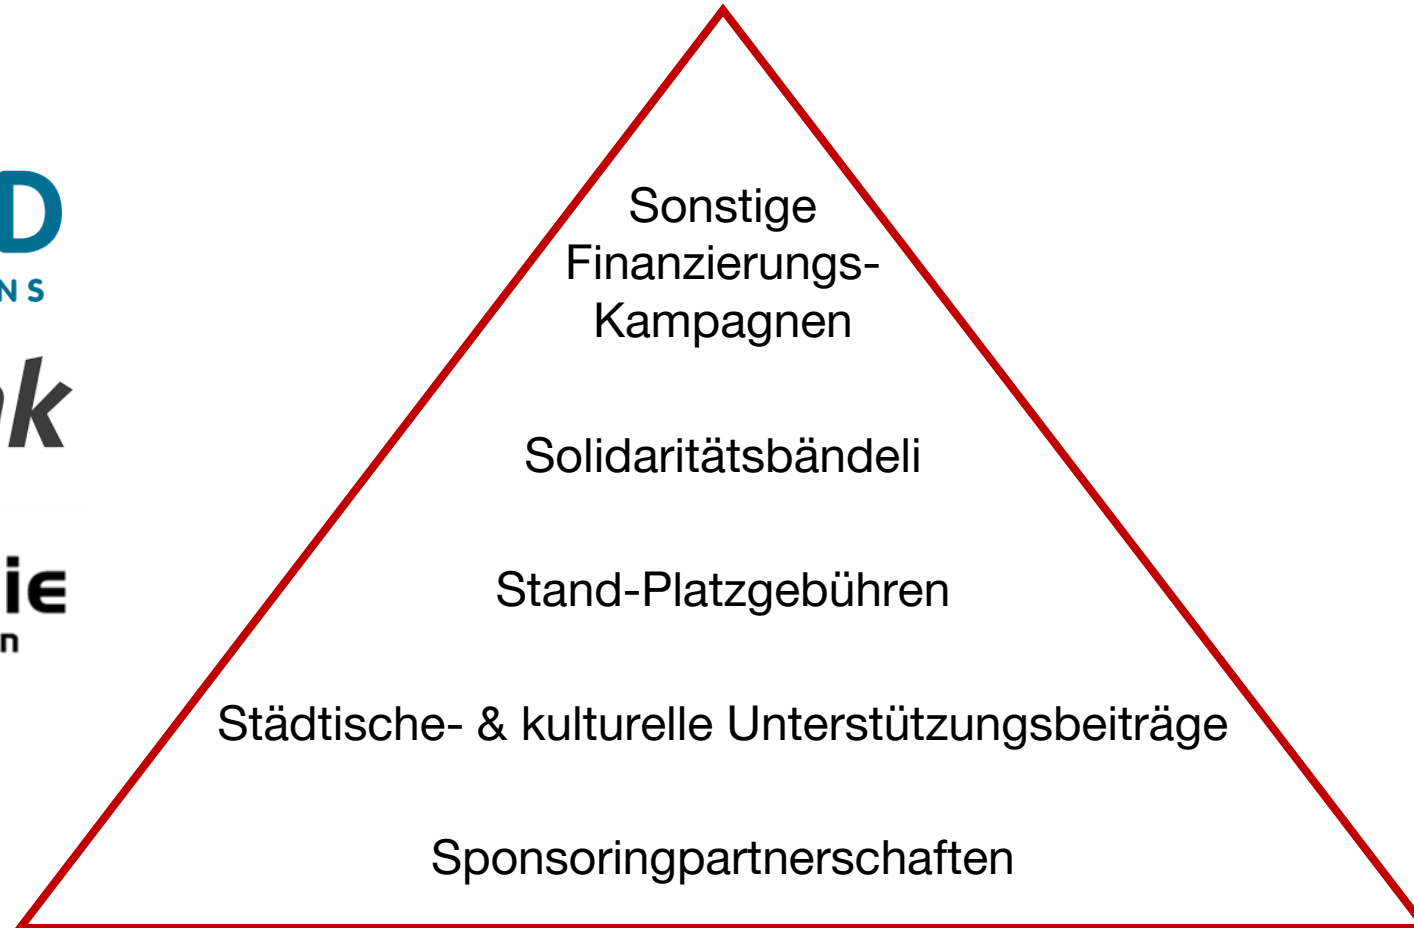 Sonstige
Finanzierungs-
Kampagnen
Solidaritätsbändeli
Stand-Platzgebühren
Städtische- & kulturelle Unterstützungsbeiträge
Sponsoringpartnerschaften